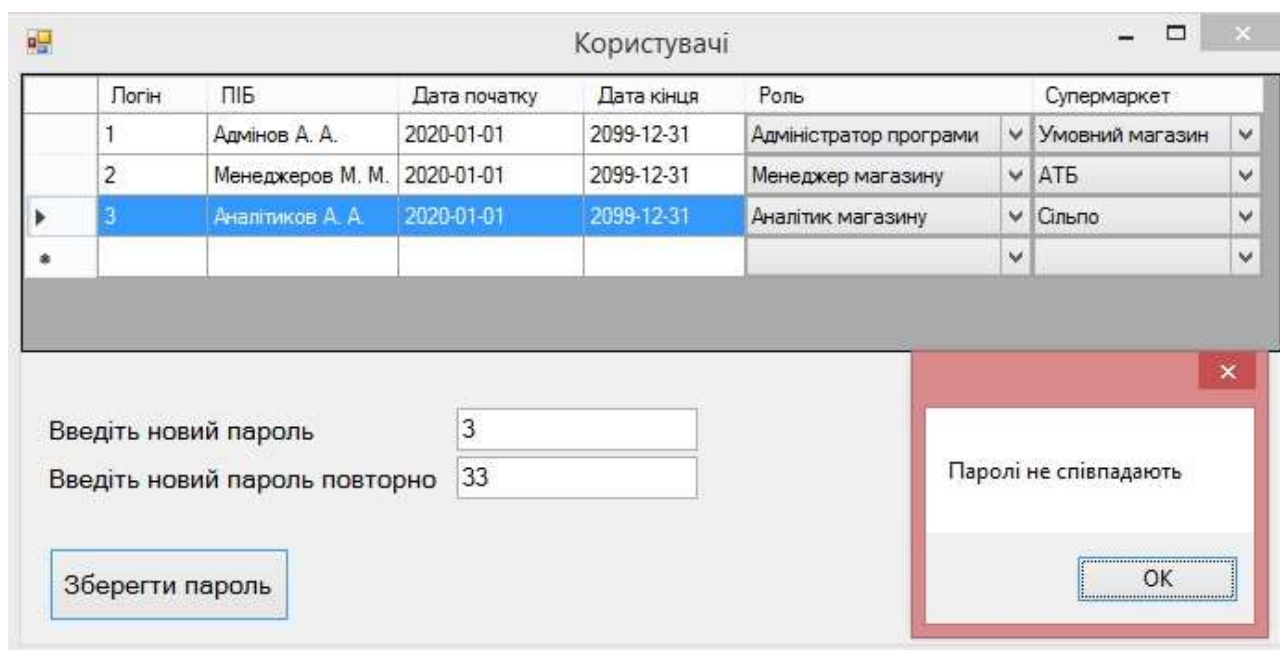 Користувачі
Логін ПІБ Дата початку Дата кінця Роль Супермаркет
1 Адмінов А. А. 2020-01-01 2099-12-31 Адміністратор програми Умовний магазин
2 Менеджеров М. М. 2020-01-01 2099-12-31 Менеджер магазину АТБ
3 Аналітиков А. А. 2020-01-01 2099-12-31 Аналітик магазину Сільпо
Введіть новий пароль 3
Введіть новий пароль повторно 33
Зберегти пароль
Паролі не співпадають
ОК